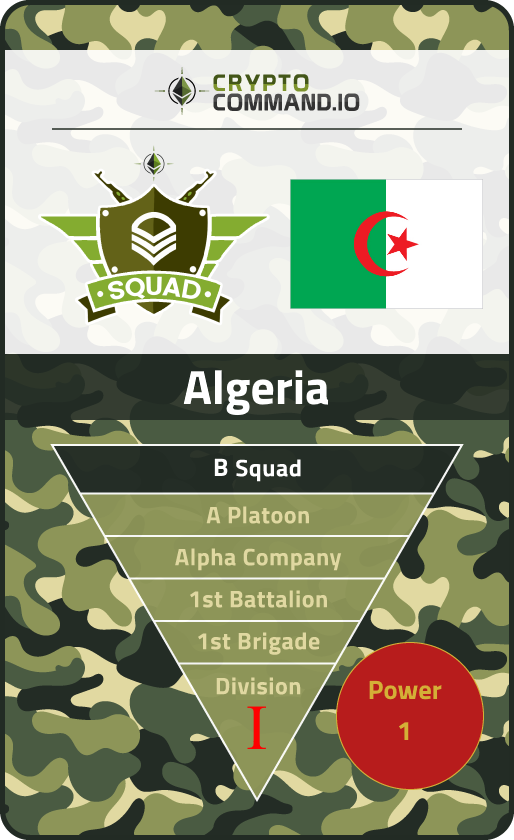 CRYPTO
COMMAND.IO
SQUAD
Algeria
B Squad
A Platoon
Alpha Company
1st Battalion
1st Brigade
Division
I
Power
1